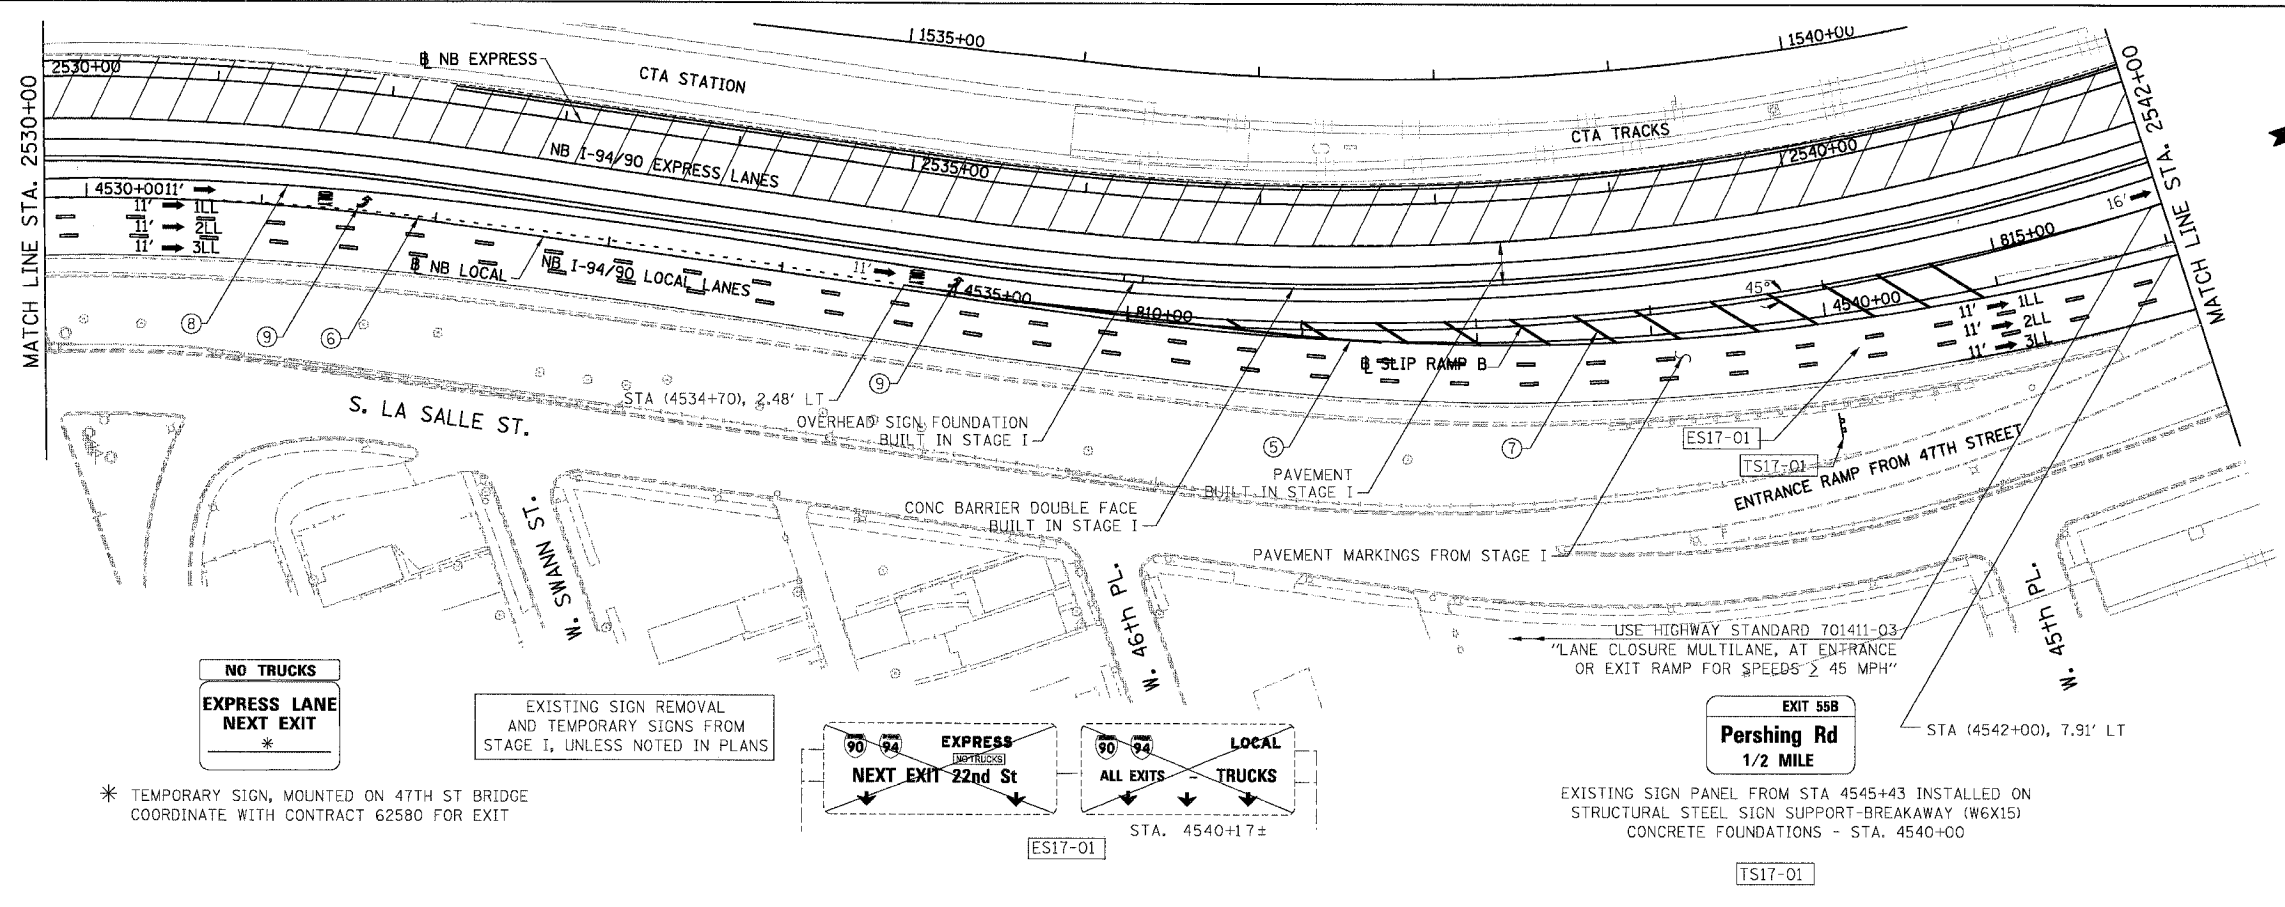 1535+00
1540+00
MATCH LINE STA. 2530+00
2530+00
℄ NB EXPRESS
CTA STATION
CTA TRACKS
MATCH LINE STA. 2542+00
NB I-94/90 EXPRESS LANES
2535+00
2540+00
4530+00
11'
11' 1LL
11' 2LL
11' 3LL
NB LOCAL
NB I-94/90 LOCAL LANES
11'
4535+00
810+00
45°
4540+00
815+00
16'
11' 1LL
11' 2LL
11' 3LL
SLIP RAMP B
8
9
6
9
5
7
STA (4534+70), 2.48' LT
OVERHEAD SIGN FOUNDATION
BUILT IN STAGE I
S. LA SALLE ST.
ES17-01
TS17-01
ENTRANCE RAMP FROM 47TH STREET
PAVEMENT
BUILT IN STAGE I
CONC BARRIER DOUBLE FACE
BUILT IN STAGE I
PAVEMENT MARKINGS FROM STAGE I
W. SWANN ST.
W. 46th PL.
W. 45th PL.
USE HIGHWAY STANDARD 701411-03
"LANE CLOSURE MULTILANE, AT ENTRANCE
OR EXIT RAMP FOR SPEEDS ≥ 45 MPH"
STA (4542+00), 7.91' LT
NO TRUCKS
EXPRESS LANE
NEXT EXIT
*
* TEMPORARY SIGN, MOUNTED ON 47TH ST BRIDGE
COORDINATE WITH CONTRACT 62580 FOR EXIT
EXISTING SIGN REMOVAL
AND TEMPORARY SIGNS FROM
STAGE I, UNLESS NOTED IN PLANS
90 94 EXPRESS
NO TRUCKS
NEXT EXIT 22nd St
90 94 LOCAL
ALL EXITS - TRUCKS
STA. 4540+17±
ES17-01
EXIT 55B
Pershing Rd
1/2 MILE
EXISTING SIGN PANEL FROM STA 4545+43 INSTALLED ON
STRUCTURAL STEEL SIGN SUPPORT-BREAKAWAY (W6X15)
CONCRETE FOUNDATIONS - STA. 4540+00
TS17-01